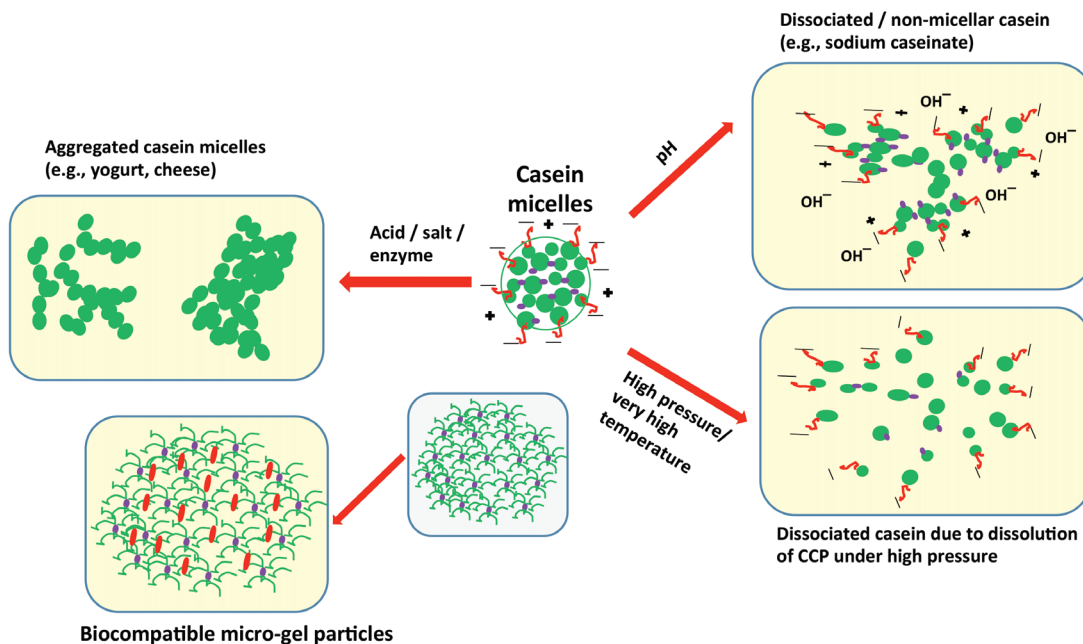 Dissociated / non-micellar casein
(e.g., sodium caseinate)
OH⁻
OH⁻
OH⁻
OH⁻
OH⁻
OH⁻
pH
Aggregated casein micelles
(e.g., yogurt, cheese)
Casein
micelles
Acid / salt /
enzyme
High pressure/
very high
temperature
Dissociated casein due to dissolution
of CCP under high pressure
Biocompatible micro-gel particles